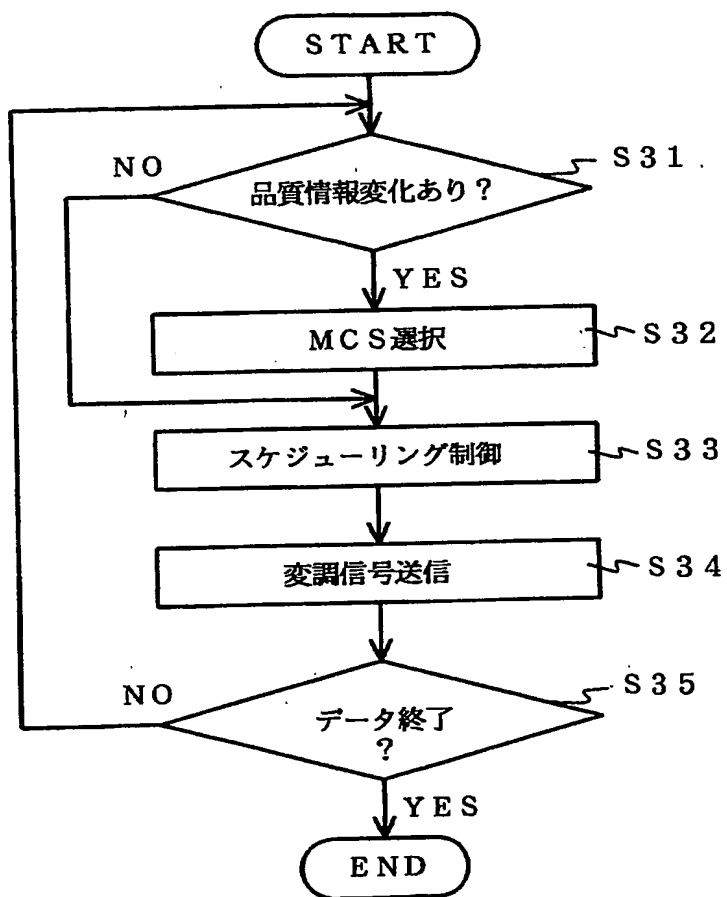 START
NO
S31
品質情報変化あり？
YES
MCS選択
S32
スケジューリング制御
S33
変調信号送信
S34
NO
S35
データ終了
？
YES
END